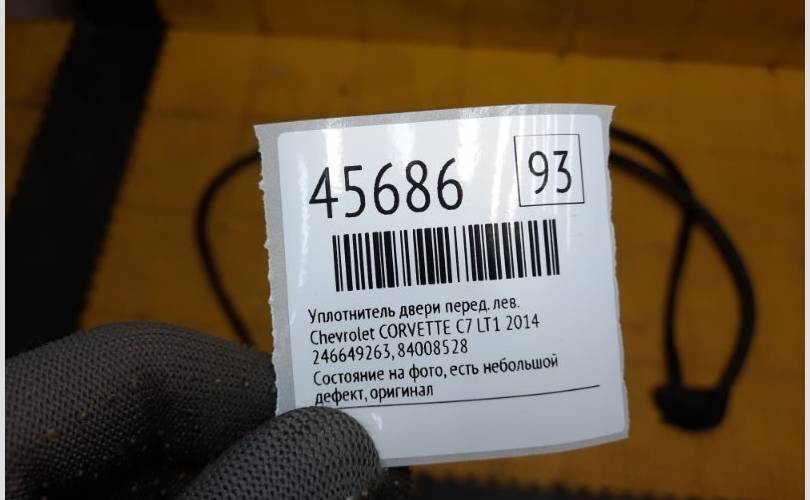 45686
93
Уплотнитель двери перед. лев.
Chevrolet CORVETTE C7 LT1 2014
246649263, 84008528
Состояние на фото, есть небольшой
дефект, оригинал